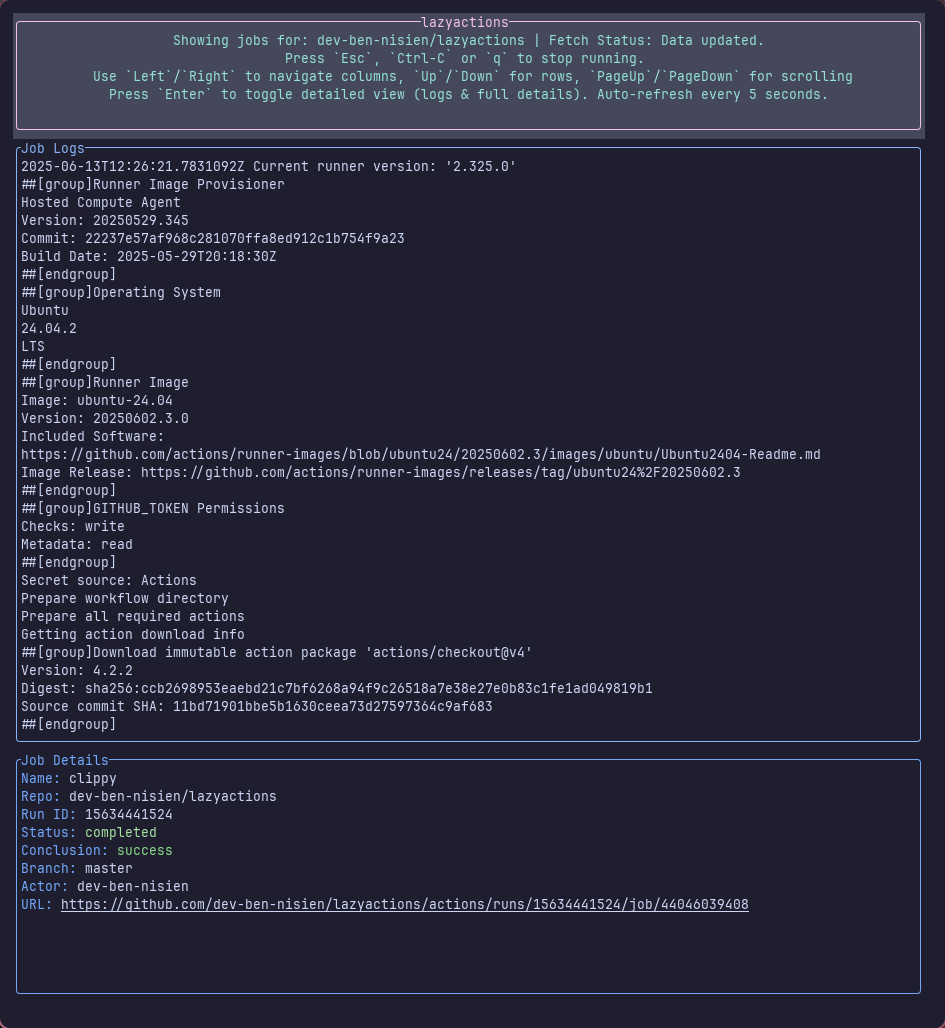 lazyactions
Showing jobs for: dev-ben-nisien/lazyactions | Fetch Status: Data updated.
Press `Esc`, `Ctrl-C` or `q` to stop running.
Use `Left`/`Right` to navigate columns, `Up`/`Down` for rows, `PageUp`/`PageDown` for scrolling
Press `Enter` to toggle detailed view (logs & full details). Auto-refresh every 5 seconds.
Job Logs
2025-06-13T12:26:21.7831092Z Current runner version: '2.325.0'
##[group]Runner Image Provisioner
Hosted Compute Agent
Version: 20250529.345
Commit: 22237e57af968c281070ffa8ed912c1b754f9a23
Build Date: 2025-05-29T20:18:30Z
##[endgroup]
##[group]Operating System
Ubuntu
24.04.2
LTS
##[endgroup]
##[group]Runner Image
Image: ubuntu-24.04
Version: 20250602.3.0
Included Software:
https://github.com/actions/runner-images/blob/ubuntu24/20250602.3/images/ubuntu/Ubuntu2404-Readme.md
Image Release: https://github.com/actions/runner-images/releases/tag/ubuntu24%2F20250602.3
##[endgroup]
##[group]GITHUB_TOKEN Permissions
Checks: write
Metadata: read
##[endgroup]
Secret source: Actions
Prepare workflow directory
Prepare all required actions
Getting action download info
##[group]Download immutable action package 'actions/checkout@v4'
Version: 4.2.2
Digest: sha256:ccb2698953eaebd21c7bf6268a94f9c26518a7e38e27e0b83c1fe1ad049819b1
Source commit SHA: 11bd71901bbe5b1630ceea73d27597364c9af683
##[endgroup]
Job Details
Name: clippy
Repo: dev-ben-nisien/lazyactions
Run ID: 15634441524
Status: completed
Conclusion: success
Branch: master
Actor: dev-ben-nisien
URL: https://github.com/dev-ben-nisien/lazyactions/actions/runs/15634441524/job/44046039408